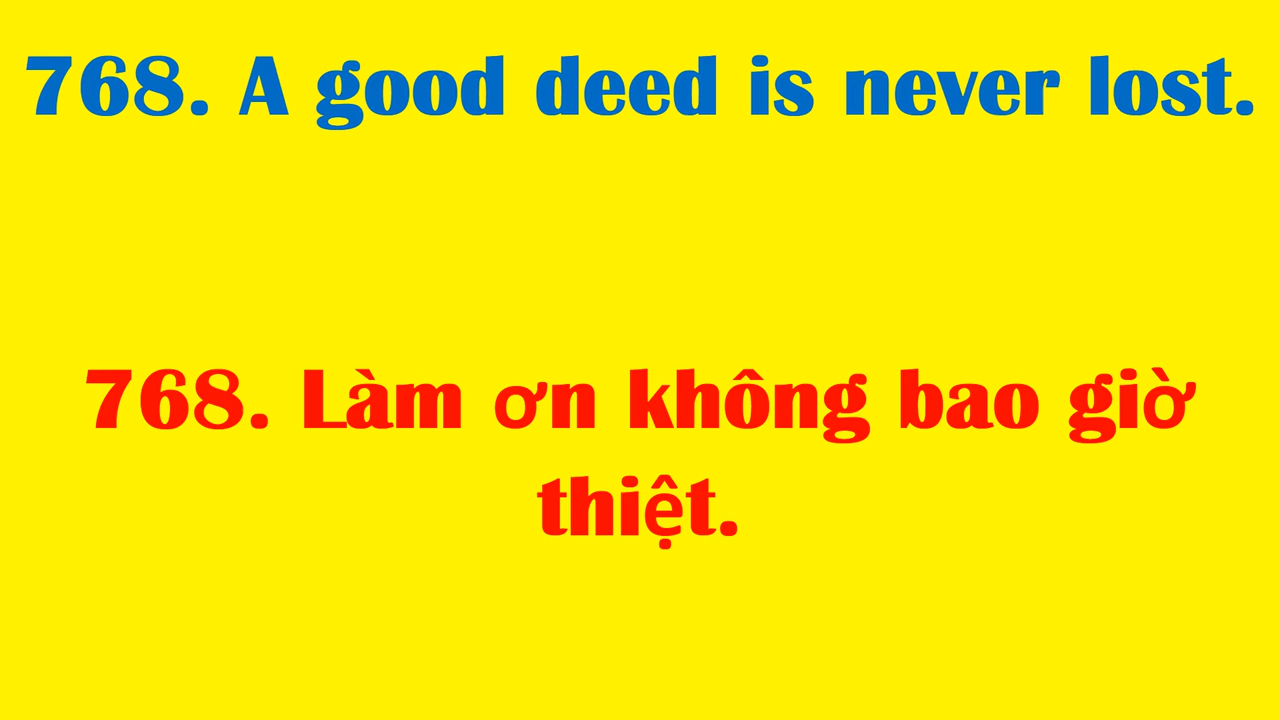 768. A good deed is never lost.
768. Làm ơn không bao giờ
thiệt.